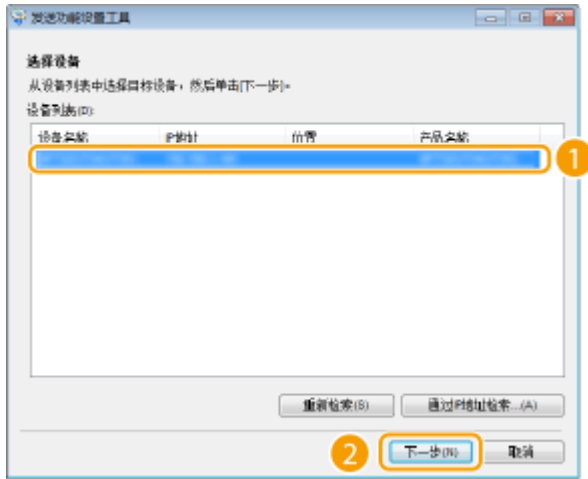 发送功能设置工具
选择设备
从设备列表中选择目标设备，然后单击[下一步]。
设备列表(D):
设备名称 IP地址 位置 产品名称
1
重新检索(B) 通过IP地址检索...(A)
2 下一步(N) 取消